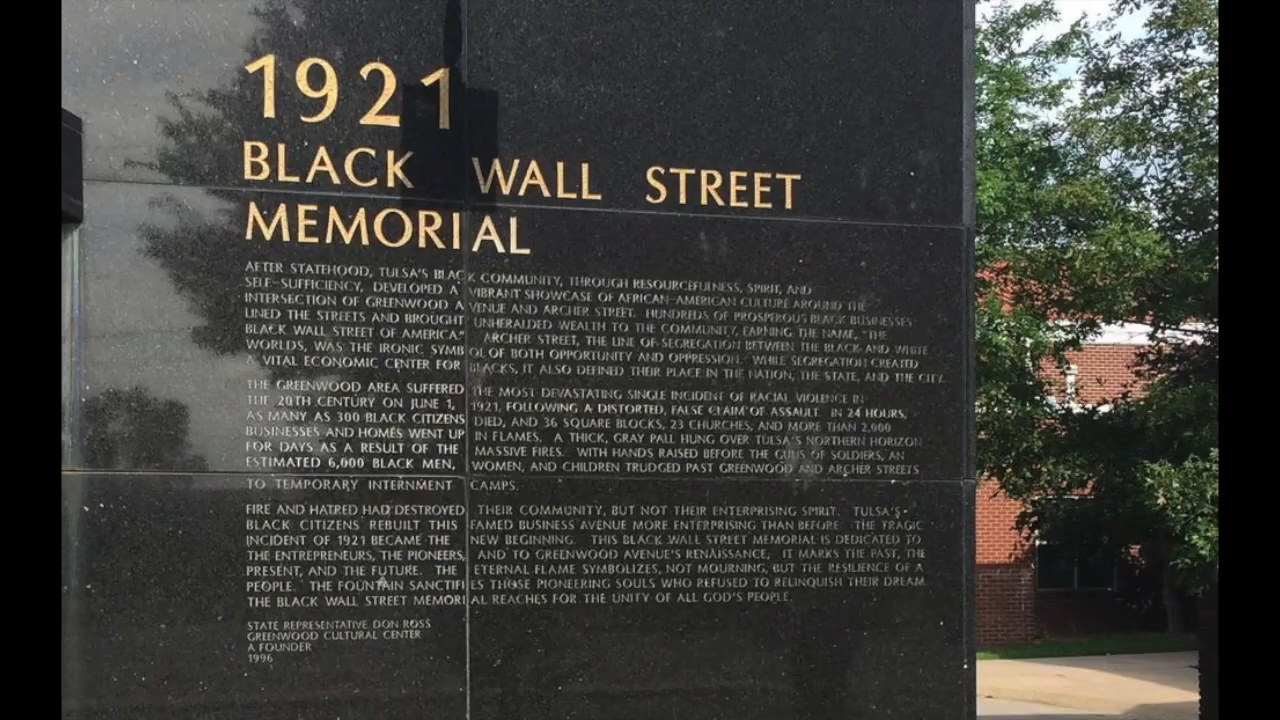 1921
BLACK WALL STREET
MEMORIAL
AFTER STATEHOOD, TULSA'S BLACK COMMUNITY, THROUGH RESOURCEFULNESS, SPIRIT, AND
SELF-SUFFICIENCY, DEVELOPED A VIBRANT SHOWCASE OF AFRICAN-AMERICAN CULTURE AROUND THE
INTERSECTION OF GREENWOOD AVENUE AND ARCHER STREET. HUNDREDS OF PROSPEROUS BLACK BUSINESSES
LINED THE STREETS AND BROUGHT UNHERALDED WEALTH TO THE COMMUNITY, EARNING THE NAME, "THE
BLACK WALL STREET OF AMERICA." ARCHER STREET, THE LINE OF SEGREGATION BETWEEN THE BLACK AND WHITE
WORLDS, WAS THE IRONIC SYMBOL OF BOTH OPPORTUNITY AND OPPRESSION. WHILE SEGREGATION CREATED
A VITAL ECONOMIC CENTER FOR BLACKS, IT ALSO DEFINED THEIR PLACE IN THE NATION, THE STATE, AND THE CITY.
THE GREENWOOD AREA SUFFERED THE MOST DEVASTATING SINGLE INCIDENT OF RACIAL VIOLENCE IN
THE 20TH CENTURY ON JUNE 1, 1921, FOLLOWING A DISTORTED, FALSE CLAIM OF ASSAULT. IN 24 HOURS,
AS MANY AS 300 BLACK CITIZENS DIED, AND 36 SQUARE BLOCKS, 23 CHURCHES, AND MORE THAN 2,000
BUSINESSES AND HOMES WENT UP IN FLAMES. A THICK, GRAY PALL HUNG OVER TULSA'S NORTHERN HORIZON
FOR DAYS AS A RESULT OF THE MASSIVE FIRES. WITH HANDS RAISED BEFORE THE GUNS OF SOLDIERS, AN
ESTIMATED 6,000 BLACK MEN, WOMEN, AND CHILDREN TRUDGED PAST GREENWOOD AND ARCHER STREETS
TO TEMPORARY INTERNMENT CAMPS.
FIRE AND HATRED HAD DESTROYED THEIR COMMUNITY, BUT NOT THEIR ENTERPRISING SPIRIT. TULSA'S
BLACK CITIZENS REBUILT THIS FAMED BUSINESS AVENUE MORE ENTERPRISING THAN BEFORE. THE TRAGIC
INCIDENT OF 1921 BECAME THE NEW BEGINNING. THIS BLACK WALL STREET MEMORIAL IS DEDICATED TO
THE ENTREPRENEURS, THE PIONEERS, AND TO GREENWOOD AVENUE'S RENAISSANCE; IT MARKS THE PAST, THE
PRESENT, AND THE FUTURE. THE ETERNAL FLAME SYMBOLIZES, NOT MOURNING, BUT THE RESILIENCE OF A
PEOPLE. THE FOUNTAIN SANCTIFIES THOSE PIONEERING SOULS WHO REFUSED TO RELINQUISH THEIR DREAM.
THE BLACK WALL STREET MEMORIAL REACHES FOR THE UNITY OF ALL GOD'S PEOPLE.
STATE REPRESENTATIVE DON ROSS
GREENWOOD CULTURAL CENTER
A FOUNDER
1996